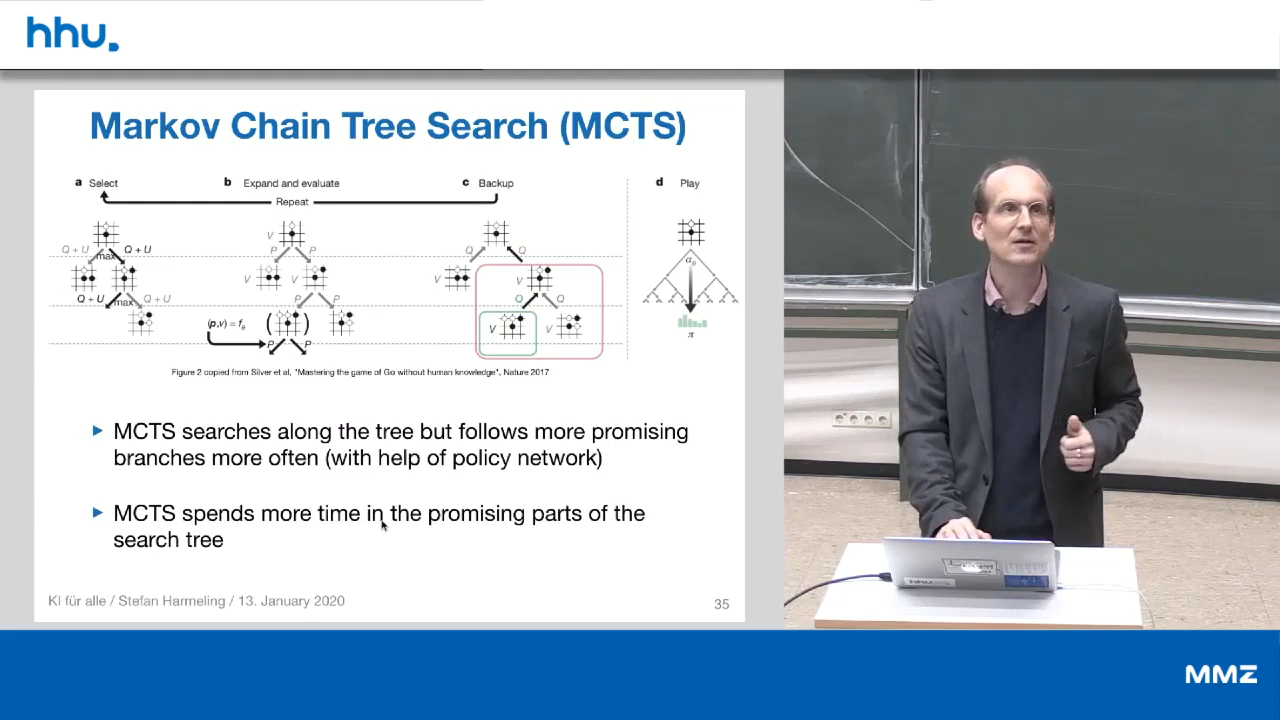 hhu.
Markov Chain Tree Search (MCTS)
a Select
b Expand and evaluate
c Backup
d Play
Repeat
Q + U
Q + U
max
Q + U
Q + U
max
V
P
P
V
V
P
P
(p,v) = fθ
P
P
Q
Q
V
V
Q
Q
V
V
αθ
π
Figure 2 copied from Silver et al, "Mastering the game of Go without human knowledge", Nature 2017
MCTS searches along the tree but follows more promising
branches more often (with help of policy network)
MCTS spends more time in the promising parts of the
search tree
KI für alle / Stefan Harmeling / 13. January 2020
35
hhu
MMZ